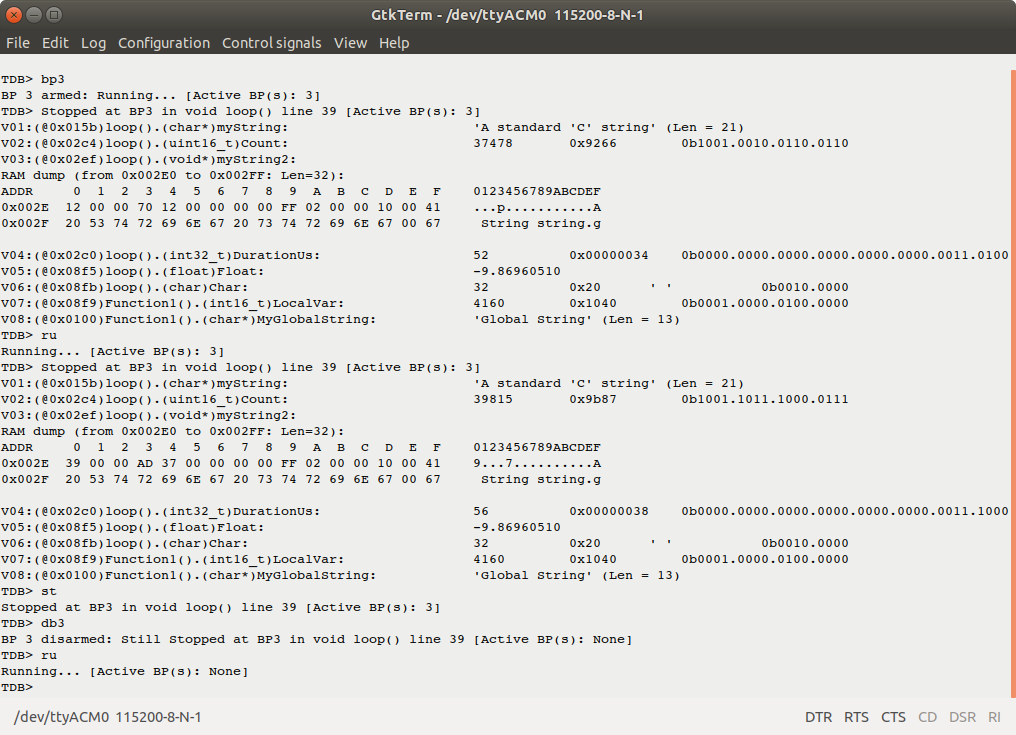 GtkTerm - /dev/ttyACM0  115200-8-N-1
File  Edit  Log  Configuration  Control signals  View  Help
TDB> bp3
BP 3 armed: Running... [Active BP(s): 3]
TDB> Stopped at BP3 in void loop() line 39 [Active BP(s): 3]
V01:(@0x015b)loop().(char*)myString:                       'A standard 'C' string' (Len = 21)
V02:(@0x02c4)loop().(uint16_t)Count:                       37478       0x9266        0b1001.0010.0110.0110
V03:(@0x02ef)loop().(void*)myString2:
RAM dump (from 0x002E0 to 0x002FF: Len=32):
ADDR     0  1  2  3  4  5  6  7  8  9  A  B  C  D  E  F    0123456789ABCDEF
0x002E  12 00 00 70 12 00 00 00 00 FF 02 00 00 10 00 41    ...p...........A
0x002F  20 53 74 72 69 6E 67 20 73 74 72 69 6E 67 00 67     String string.g
V04:(@0x02c0)loop().(int32_t)DurationUs:                   52          0x00000034    0b0000.0000.0000.0000.0000.0000.0011.0100
V05:(@0x08f5)loop().(float)Float:                          -9.86960510
V06:(@0x08fb)loop().(char)Char:                            32          0x20      ' '           0b0010.0000
V07:(@0x08f9)Function1().(int16_t)LocalVar:                4160        0x1040        0b0001.0000.0100.0000
V08:(@0x0100)Function1().(char*)MyGlobalString:            'Global String' (Len = 13)
TDB> ru
Running... [Active BP(s): 3]
TDB> Stopped at BP3 in void loop() line 39 [Active BP(s): 3]
V01:(@0x015b)loop().(char*)myString:                       'A standard 'C' string' (Len = 21)
V02:(@0x02c4)loop().(uint16_t)Count:                       39815       0x9b87        0b1001.1011.1000.0111
V03:(@0x02ef)loop().(void*)myString2:
RAM dump (from 0x002E0 to 0x002FF: Len=32):
ADDR     0  1  2  3  4  5  6  7  8  9  A  B  C  D  E  F    0123456789ABCDEF
0x002E  39 00 00 AD 37 00 00 00 00 FF 02 00 00 10 00 41    9...7..........A
0x002F  20 53 74 72 69 6E 67 20 73 74 72 69 6E 67 00 67     String string.g
V04:(@0x02c0)loop().(int32_t)DurationUs:                   56          0x00000038    0b0000.0000.0000.0000.0000.0000.0011.1000
V05:(@0x08f5)loop().(float)Float:                          -9.86960510
V06:(@0x08fb)loop().(char)Char:                            32          0x20      ' '           0b0010.0000
V07:(@0x08f9)Function1().(int16_t)LocalVar:                4160        0x1040        0b0001.0000.0100.0000
V08:(@0x0100)Function1().(char*)MyGlobalString:            'Global String' (Len = 13)
TDB> st
Stopped at BP3 in void loop() line 39 [Active BP(s): 3]
TDB> db3
BP 3 disarmed: Still Stopped at BP3 in void loop() line 39 [Active BP(s): None]
TDB> ru
Running... [Active BP(s): None]
TDB>
/dev/ttyACM0  115200-8-N-1  DTR  RTS  CTS  CD  DSR  RI